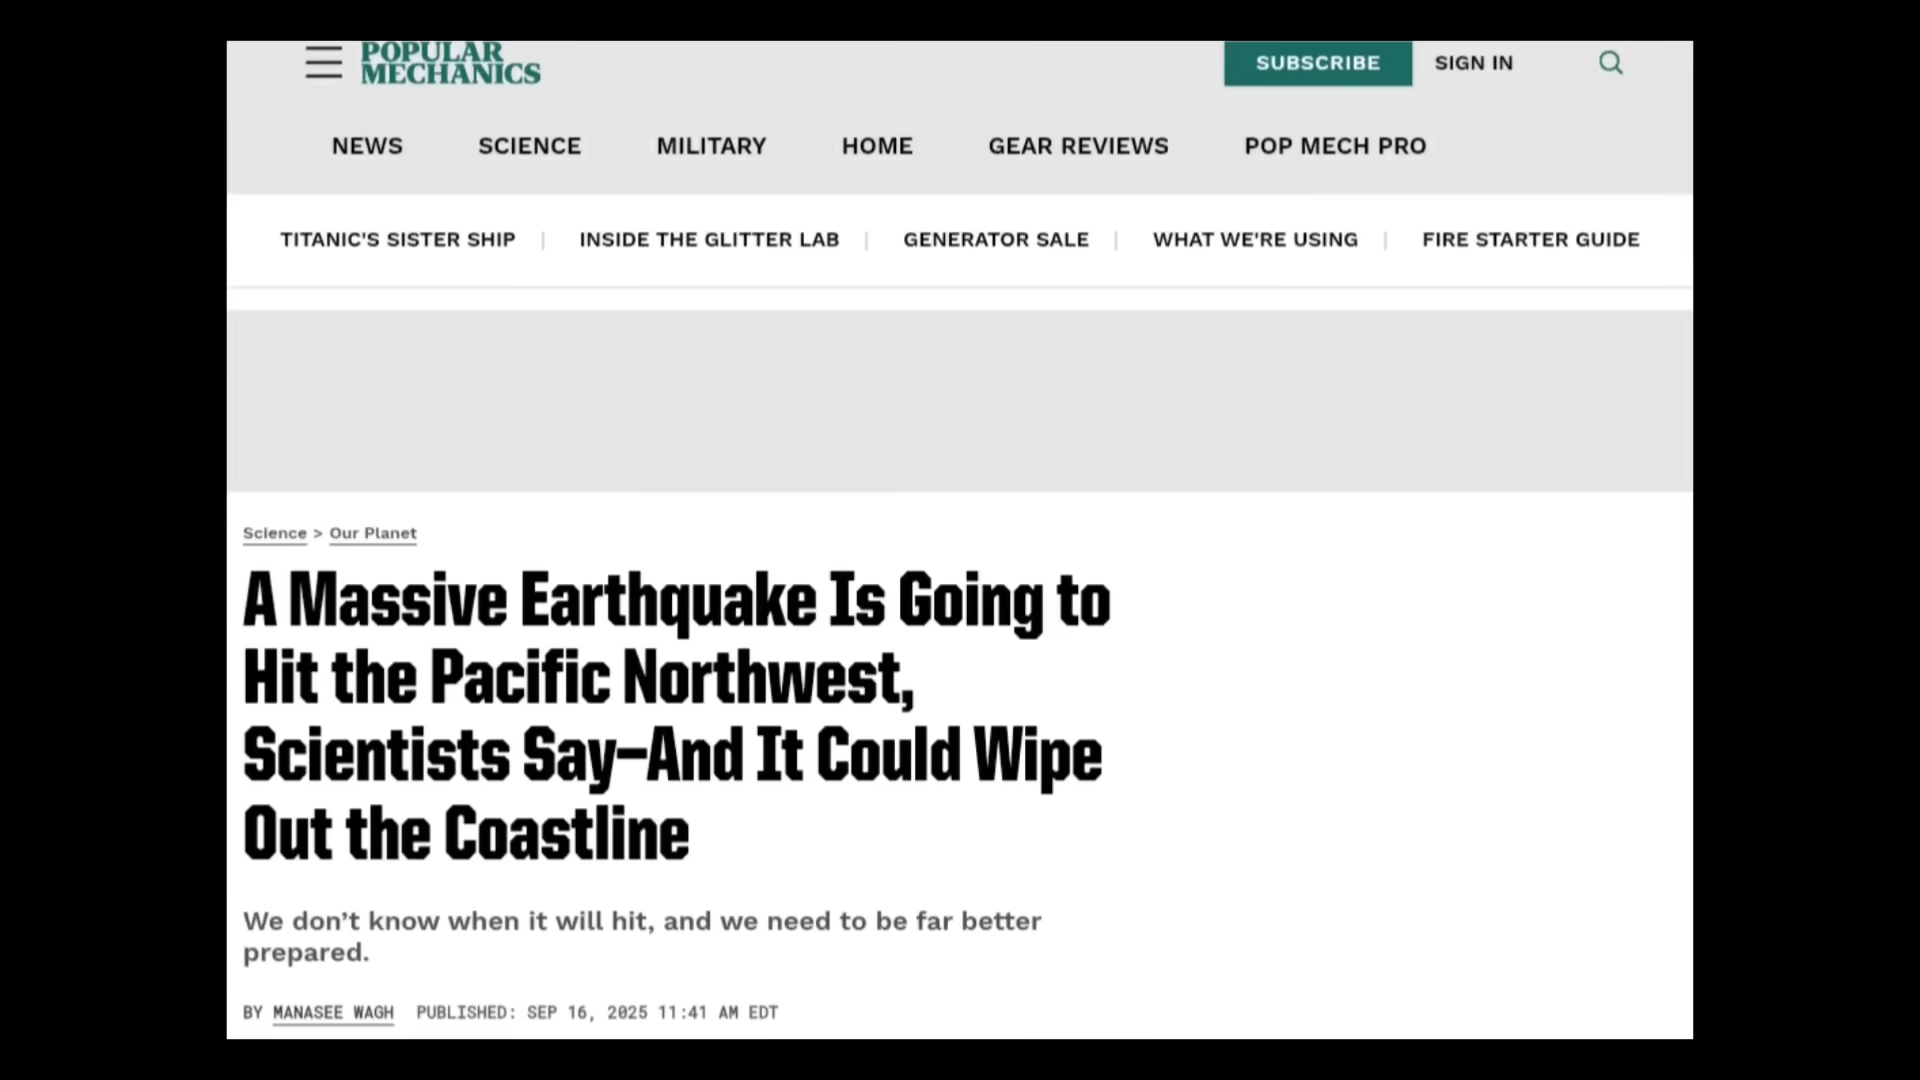 POPULAR
MECHANICS
SUBSCRIBE
SIGN IN
NEWS SCIENCE MILITARY HOME GEAR REVIEWS POP MECH PRO
TITANIC'S SISTER SHIP | INSIDE THE GLITTER LAB | GENERATOR SALE | WHAT WE'RE USING | FIRE STARTER GUIDE
Science > Our Planet
A Massive Earthquake Is Going to
Hit the Pacific Northwest,
Scientists Say—And It Could Wipe
Out the Coastline
We don’t know when it will hit, and we need to be far better
prepared.
BY MANASEE WAGH PUBLISHED: SEP 16, 2025 11:41 AM EDT